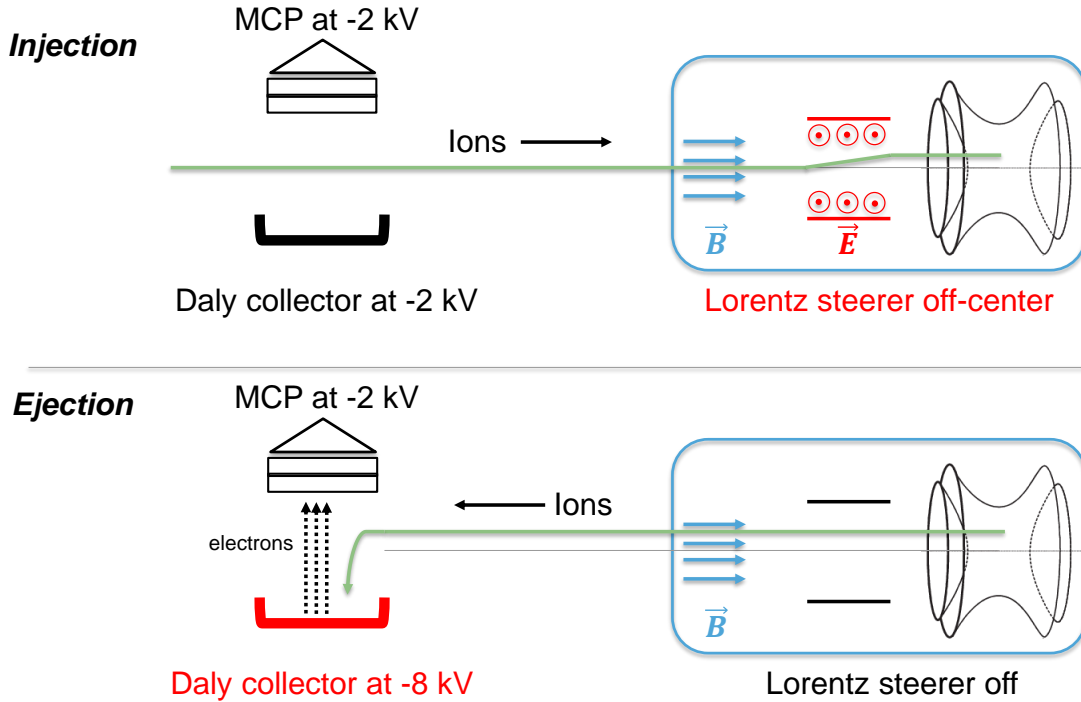 MCP at -2 kV
Injection
Ions
B
E
Daly collector at -2 kV
Lorentz steerer off-center
MCP at -2 kV
Ejection
Ions
electrons
B
Daly collector at -8 kV
Lorentz steerer off